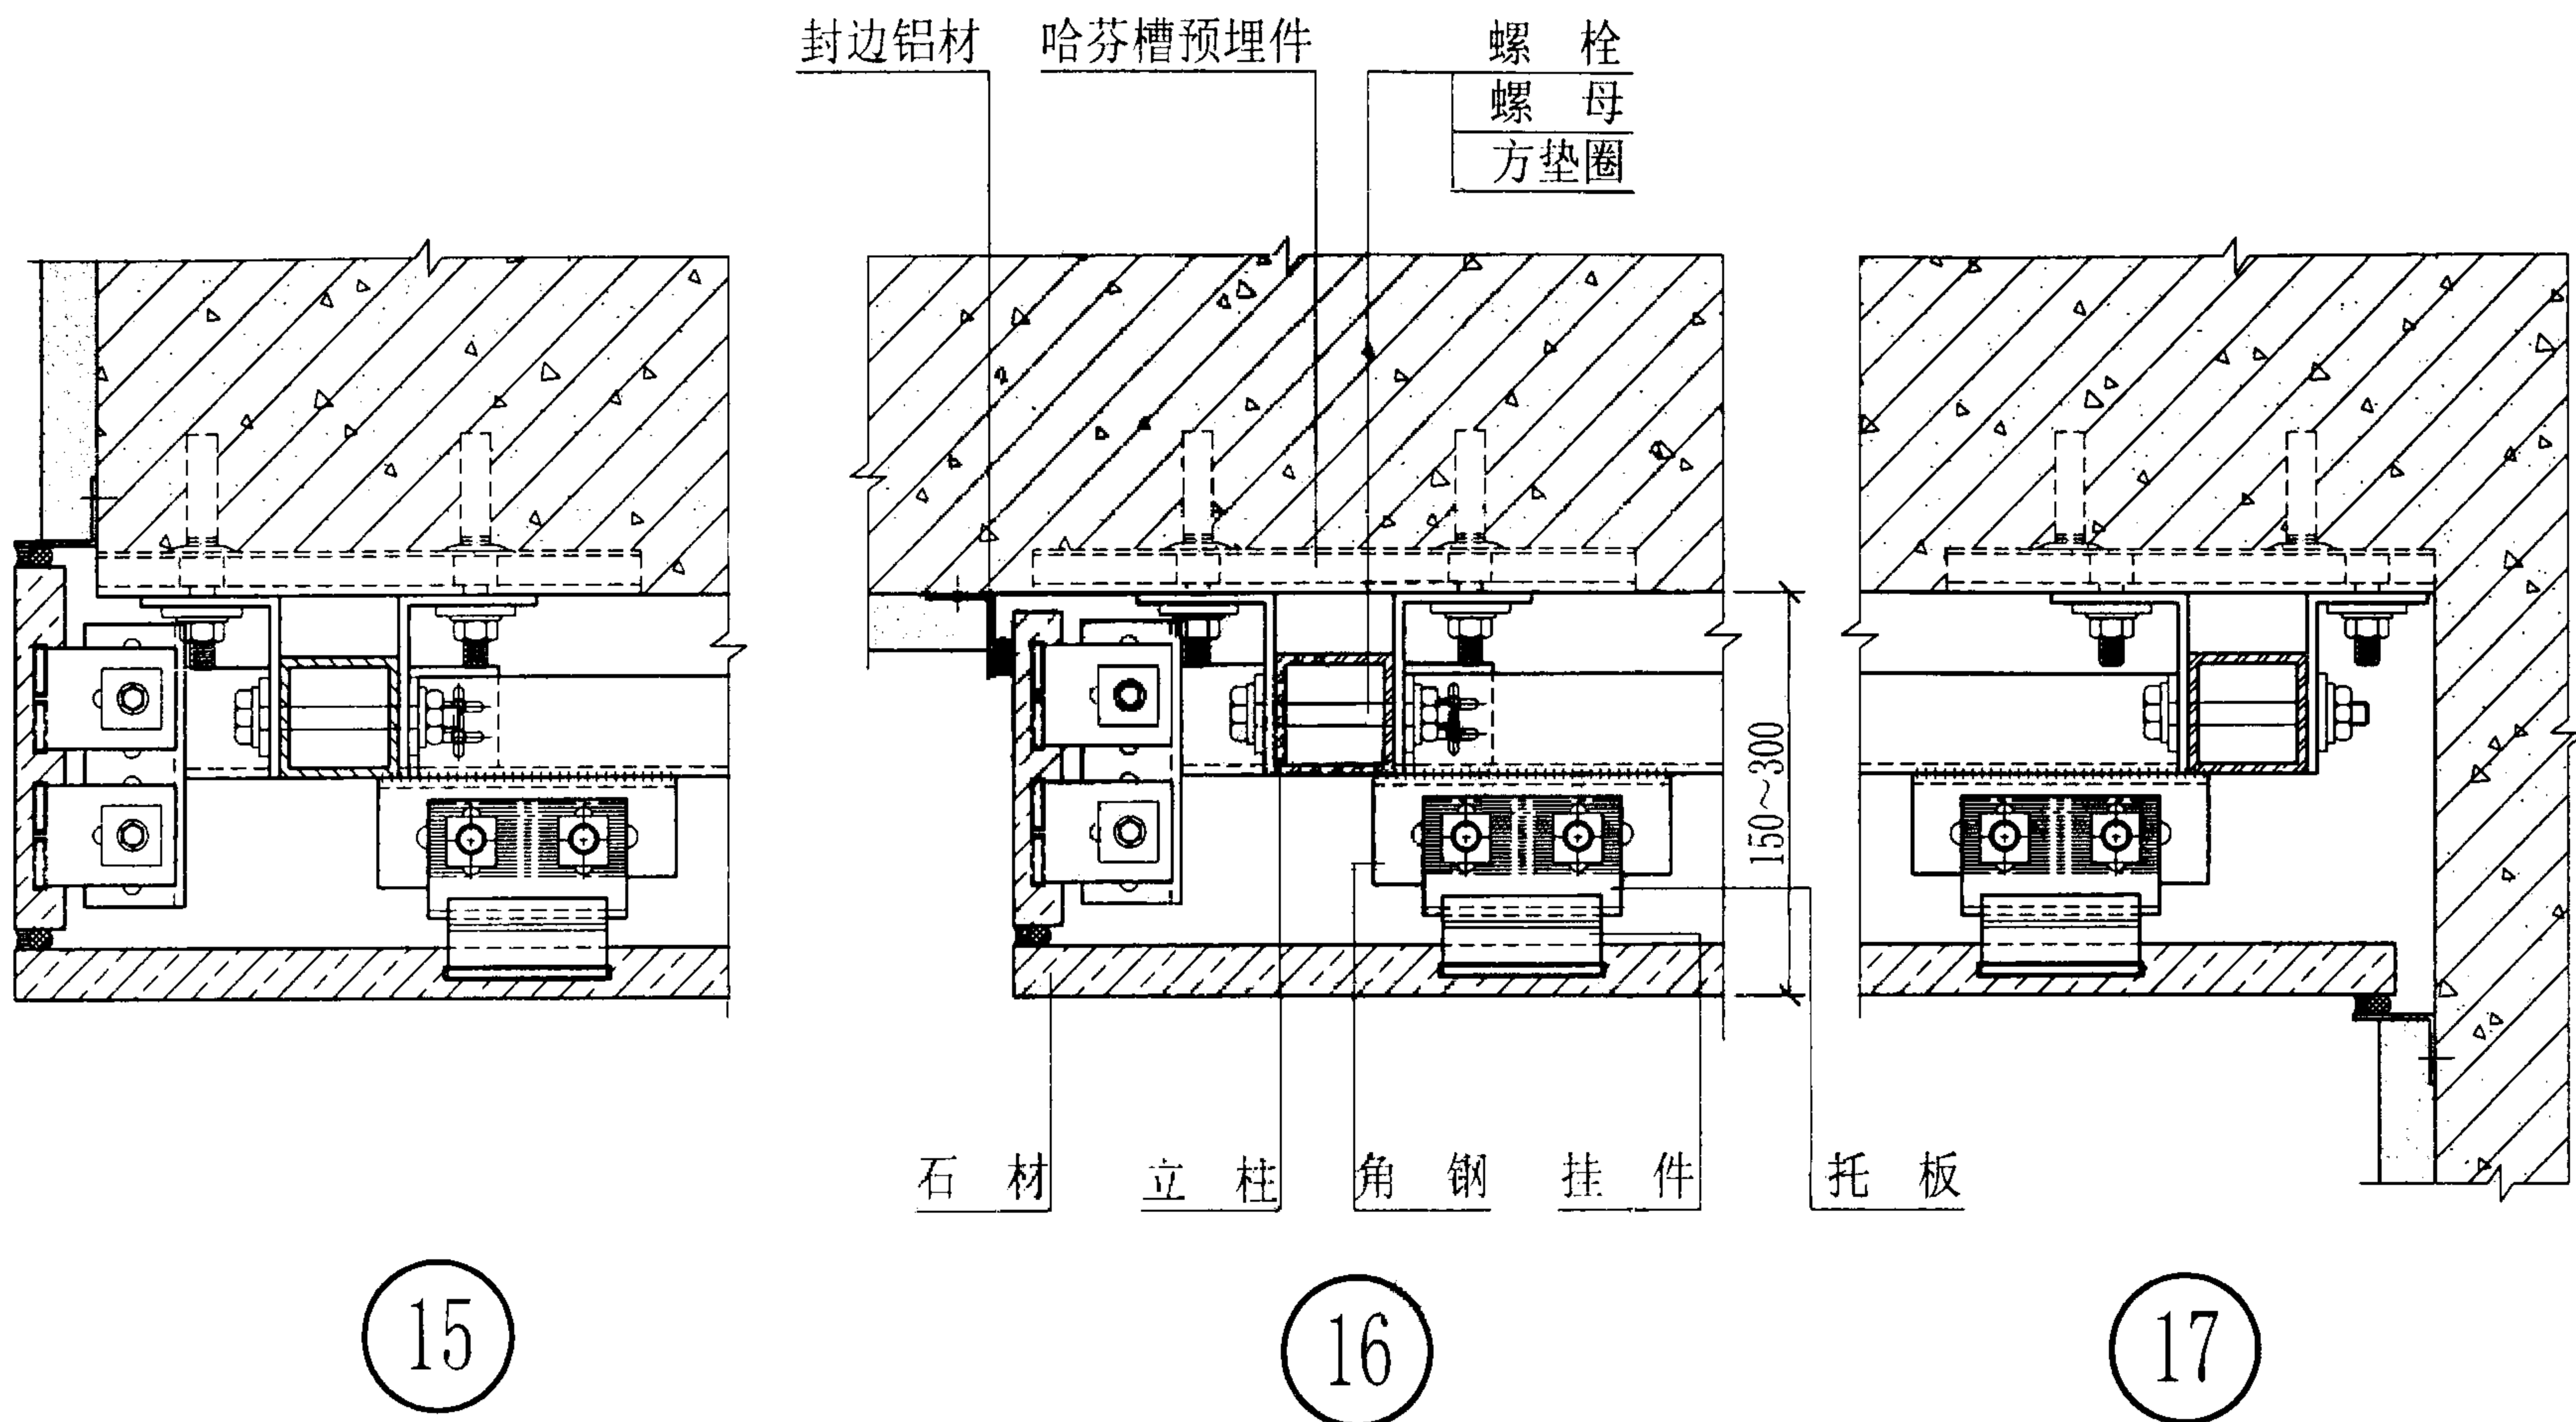 封边铝材 哈芬槽预埋件 螺栓
螺母
方垫圈
150~300
石材 立柱 角钢 挂件 托板
15 16 17